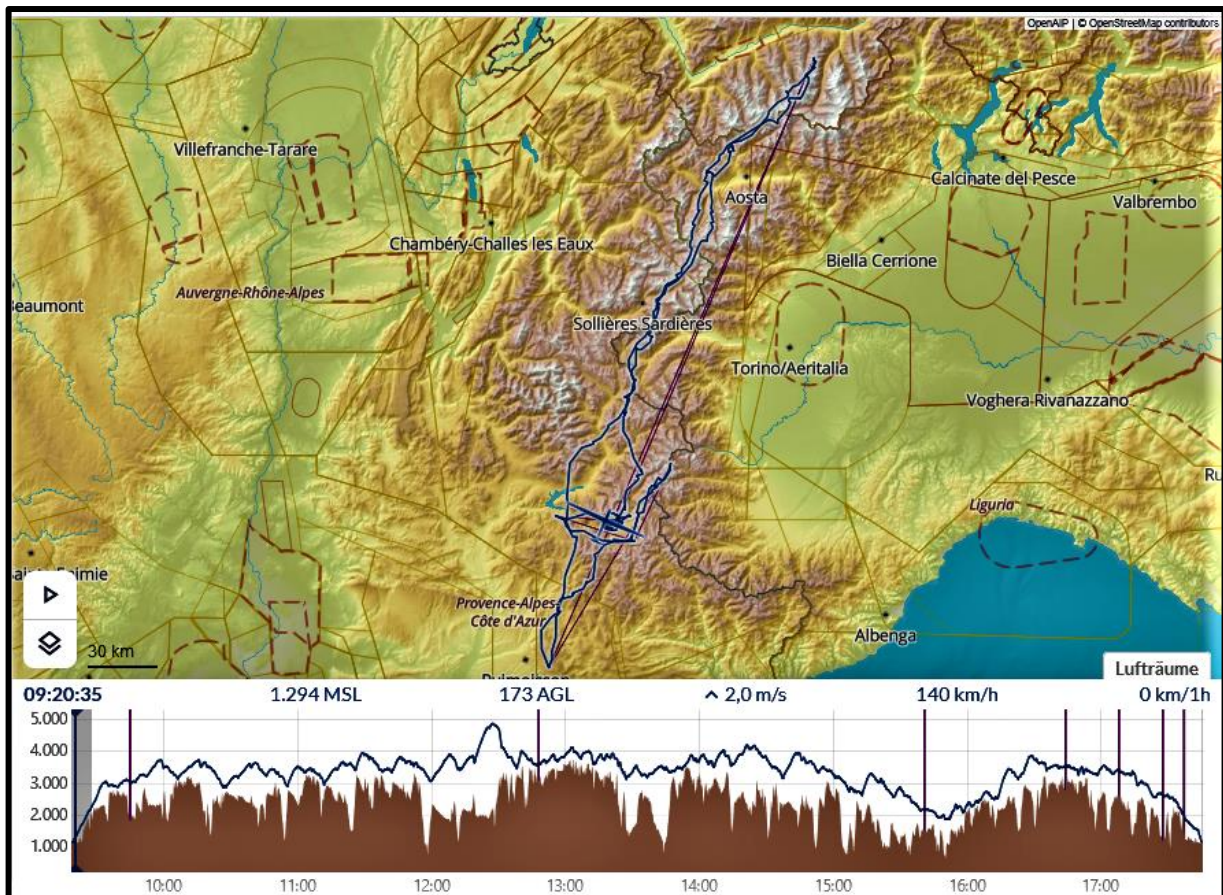 OpenAIP | © OpenStreetMap contributors
Villefranche-Tarare
Calcinate del Pesce
Aosta
Valbrembo
Chambéry-Challes les Eaux
Biella Cerrione
Auvergne-Rhône-Alpes
Beaumont
Sollières Sardières
Torino/Aeritalia
Voghera Rivanazzano
Ru
Liguria
Provence-Alpes-
Côte d'Azur
Albenga
30 km
Lufträume
09:20:35 1.294 MSL 173 AGL 2,0 m/s 140 km/h 0 km/1h
5.000
4.000
3.000
2.000
1.000
10:00 11:00 12:00 13:00 14:00 15:00 16:00 17:00